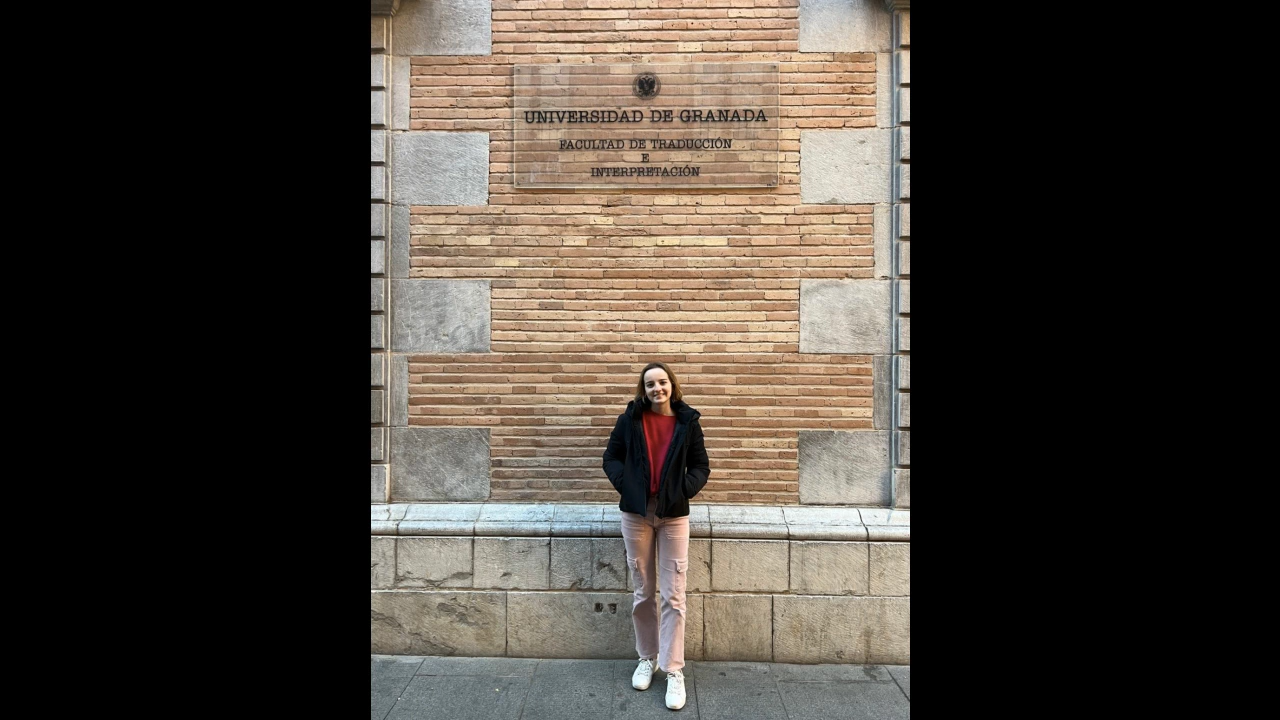 UNIVERSIDAD DE GRANADA
FACULTAD DE TRADUCCIÓN
E
INTERPRETACIÓN